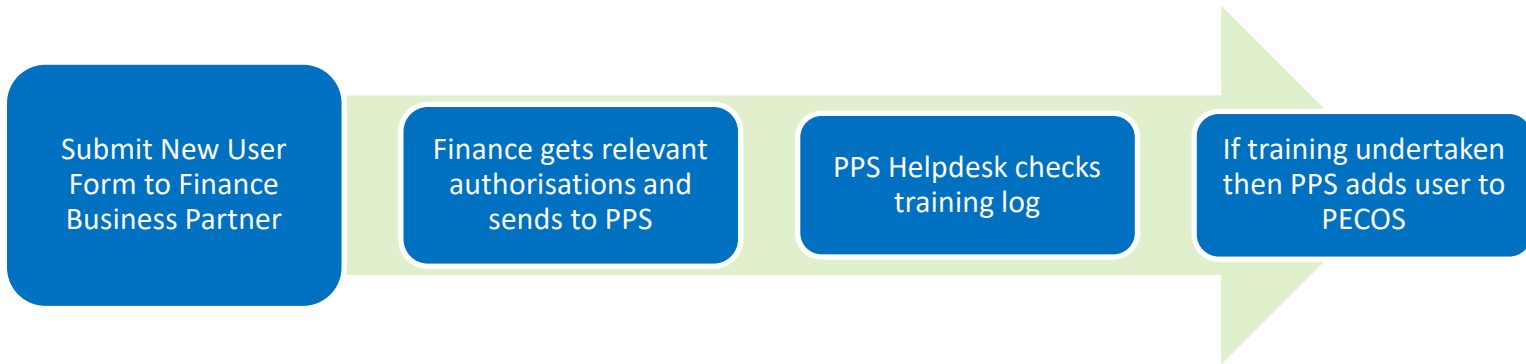 Submit New User
Form to Finance
Business Partner
Finance gets relevant
authorisations and
sends to PPS
PPS Helpdesk checks
training log
If training undertaken
then PPS adds user to
PECOS